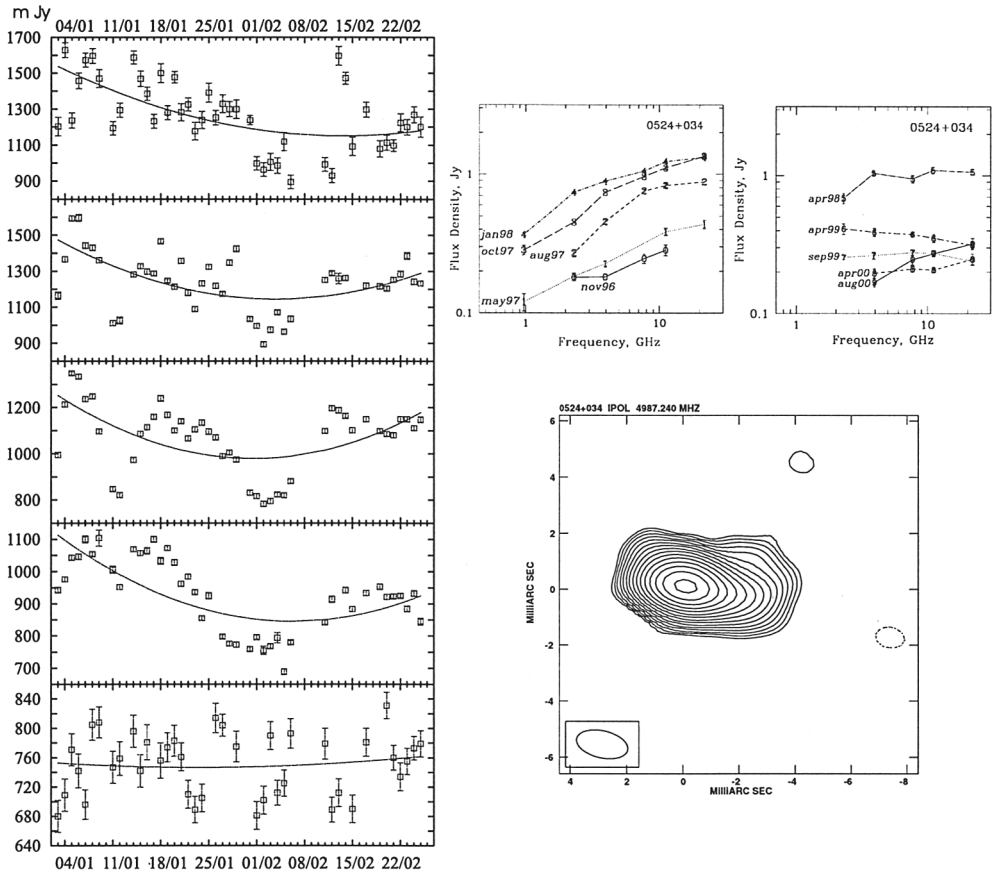 m Jy
04/01 11/01 18/01 25/01 01/02 08/02 15/02 22/02
1700
1500
1300
1100
900
1500
1300
1100
900
1200
1000
800
1100
1000
900
800
700
840
800
760
720
680
640
04/01 11/01 18/01 25/01 01/02 08/02 15/02 22/02
0524+034
Flux Density, Jy
1
0.1
jan98
oct97
aug97
nov96
may97
1 10
Frequency, GHz
0524+034
Flux Density, Jy
1
0.1
apr98
apr99
sep99
apr00
aug00
1 10
Frequency, GHz
0524+034 IPOL 4987.240 MHZ
MilliARC SEC
6
4
2
0
-2
-4
-6
4 2 0 -2 -4 -6 -8
MilliARC SEC